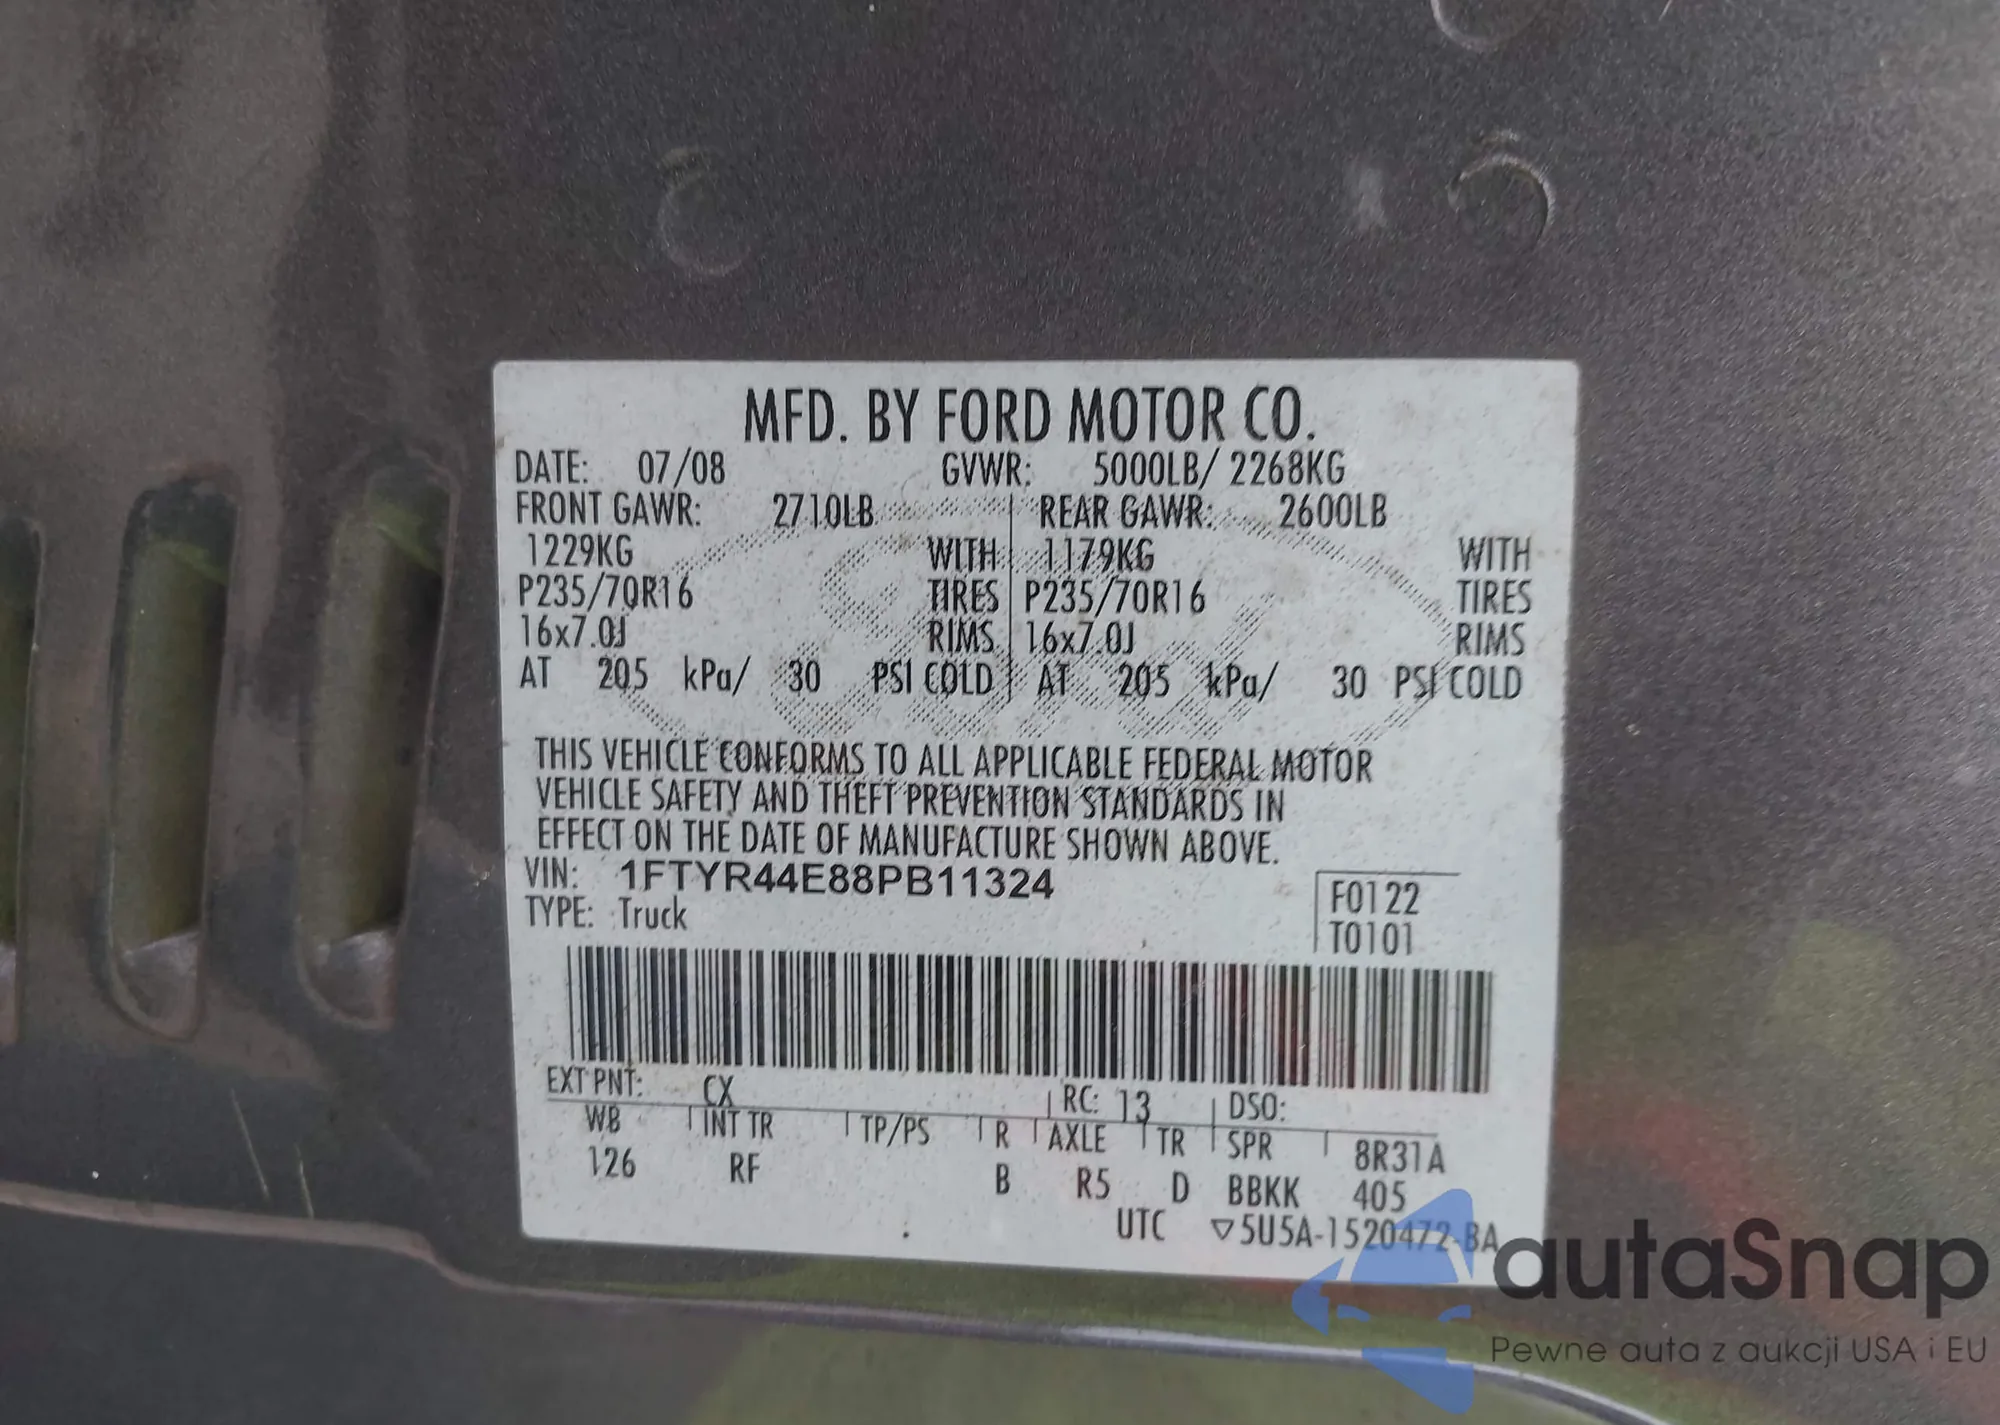 MFD. BY FORD MOTOR CO.
DATE: 07/08 GVWR: 5000LB/ 2268KG
FRONT GAWR: 2710LB REAR GAWR: 2600LB
1229KG WITH 1179KG WITH
P235/70R16 TIRES P235/70R16 TIRES
16x7.0J RIMS 16x7.0J RIMS
AT 205 kPa/ 30 PSI COLD AT 205 kPa/ 30 PSI COLD
THIS VEHICLE CONFORMS TO ALL APPLICABLE FEDERAL MOTOR
VEHICLE SAFETY AND THEFT PREVENTION STANDARDS IN
EFFECT ON THE DATE OF MANUFACTURE SHOWN ABOVE.
VIN: 1FTYR44E88PB11324
TYPE: Truck
F0122
T0101
EXT PNT: CX RC: 13 DSO:
WB INT TR TP/PS R AXLE TR SPR 8R31A
126 RF B R5 D BBKK 405
UTC ▽5U5A-1520472-BA
autaSnap
Pewne auta z aukcji USA i EU